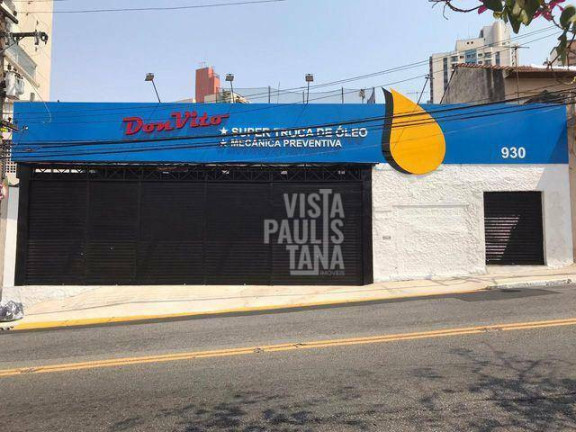 DonVito
★ SUPER TROCA DE ÓLEO
★ MECÂNICA PREVENTIVA
930
VISTA
PAULIS
TANA